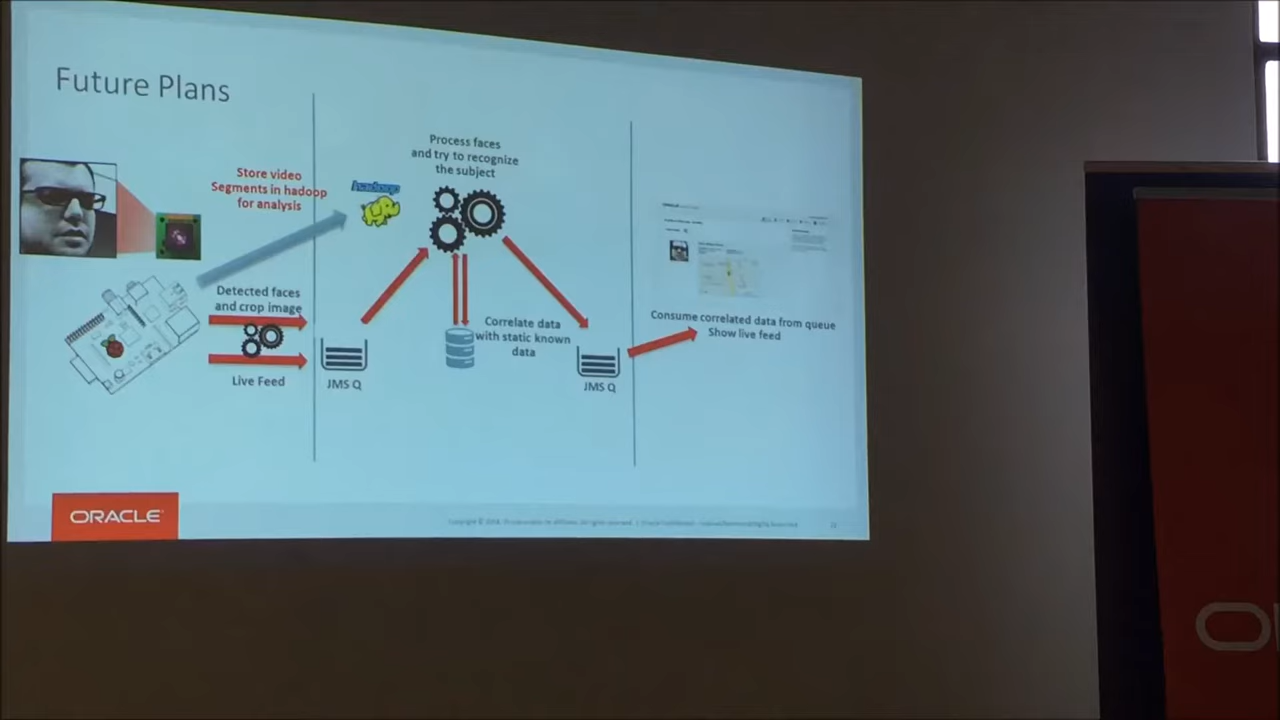 Future Plans
Store video
Segments in hadoop
for analysis
hadoop
Process faces
and try to recognize
the subject
Detected faces
and crop image
Live Feed
JMS Q
Correlate data
with static known
data
JMS Q
ORACLE
Consume correlated data from queue
Show live feed
ORACLE